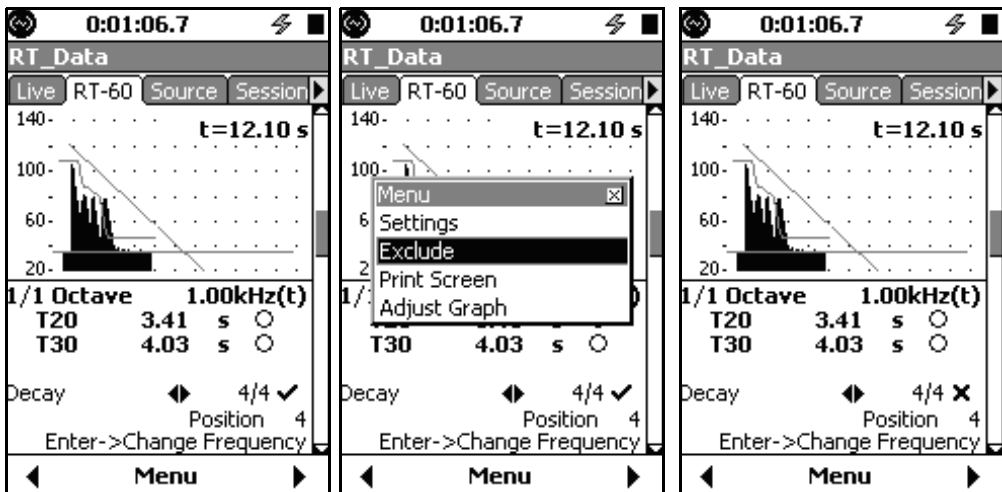 0:01:06.7
RT_Data
Live RT-60 Source Session
140
t=12.10 s
100
60
20
1/1 Octave 1.00kHz(t)
T20 3.41 s
T30 4.03 s
Decay 4/4
Position 4
Enter->Change Frequency
Menu
0:01:06.7
RT_Data
Live RT-60 Source Session
140
t=12.10 s
100
Menu
6 Settings
Exclude
2 Print Screen
1/ Adjust Graph
T30 4.03 s
Decay 4/4
Position 4
Enter->Change Frequency
Menu
0:01:06.7
RT_Data
Live RT-60 Source Session
140
t=12.10 s
100
60
20
1/1 Octave 1.00kHz(t)
T20 3.41 s
T30 4.03 s
Decay 4/4
Position 4
Enter->Change Frequency
Menu